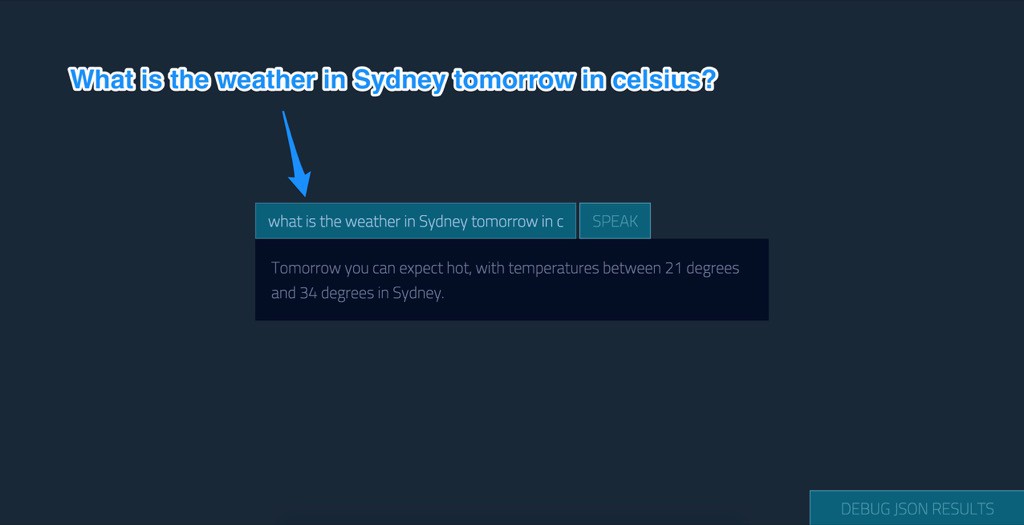 What is the weather in Sydney tomorrow in celsius?
what is the weather in Sydney tomorrow in c
SPEAK
Tomorrow you can expect hot, with temperatures between 21 degrees
and 34 degrees in Sydney.
DEBUG JSON RESULTS